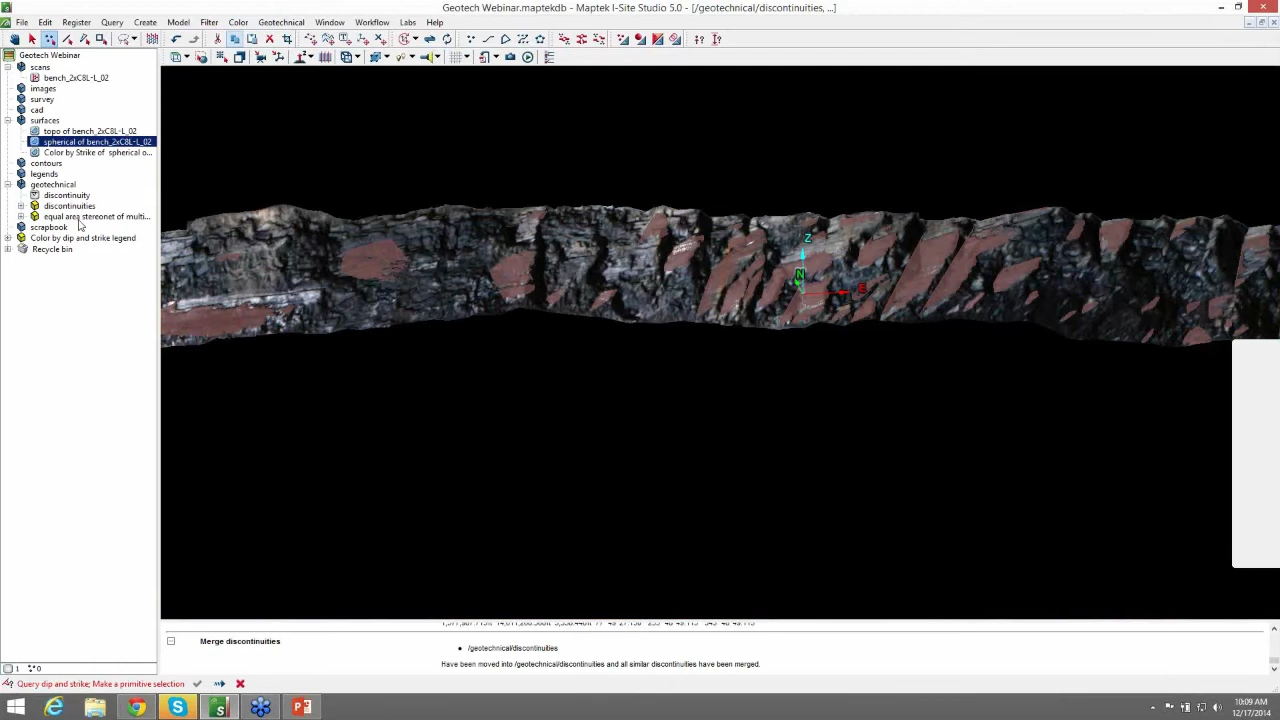 Geotech Webinar.maptekdb - Maptek I-Site Studio 5.0 - [/geotechnical/discontinuities, ...]
File Edit Register Query Create Model Filter Color Geotechnical Window Workflow Labs Help
Geotech Webinar
scans
bench_2xC8L-L_02
images
survey
cad
surfaces
topo of bench_2xC8L-L_02
spherical of bench_2xC8L-L_02
Color by Strike of spherical o...
contours
legends
geotechnical
discontinuity
discontinuities
equal area stereonet of multi...
scrapbook
Color by dip and strike legend
Recycle bin
Z
N
E
Merge discontinuities
/geotechnical/discontinuities
Have been moved into /geotechnical/discontinuities and all similar discontinuities have been merged.
1 0
Query dip and strike; Make a primitive selection
10:09 AM
12/17/2014